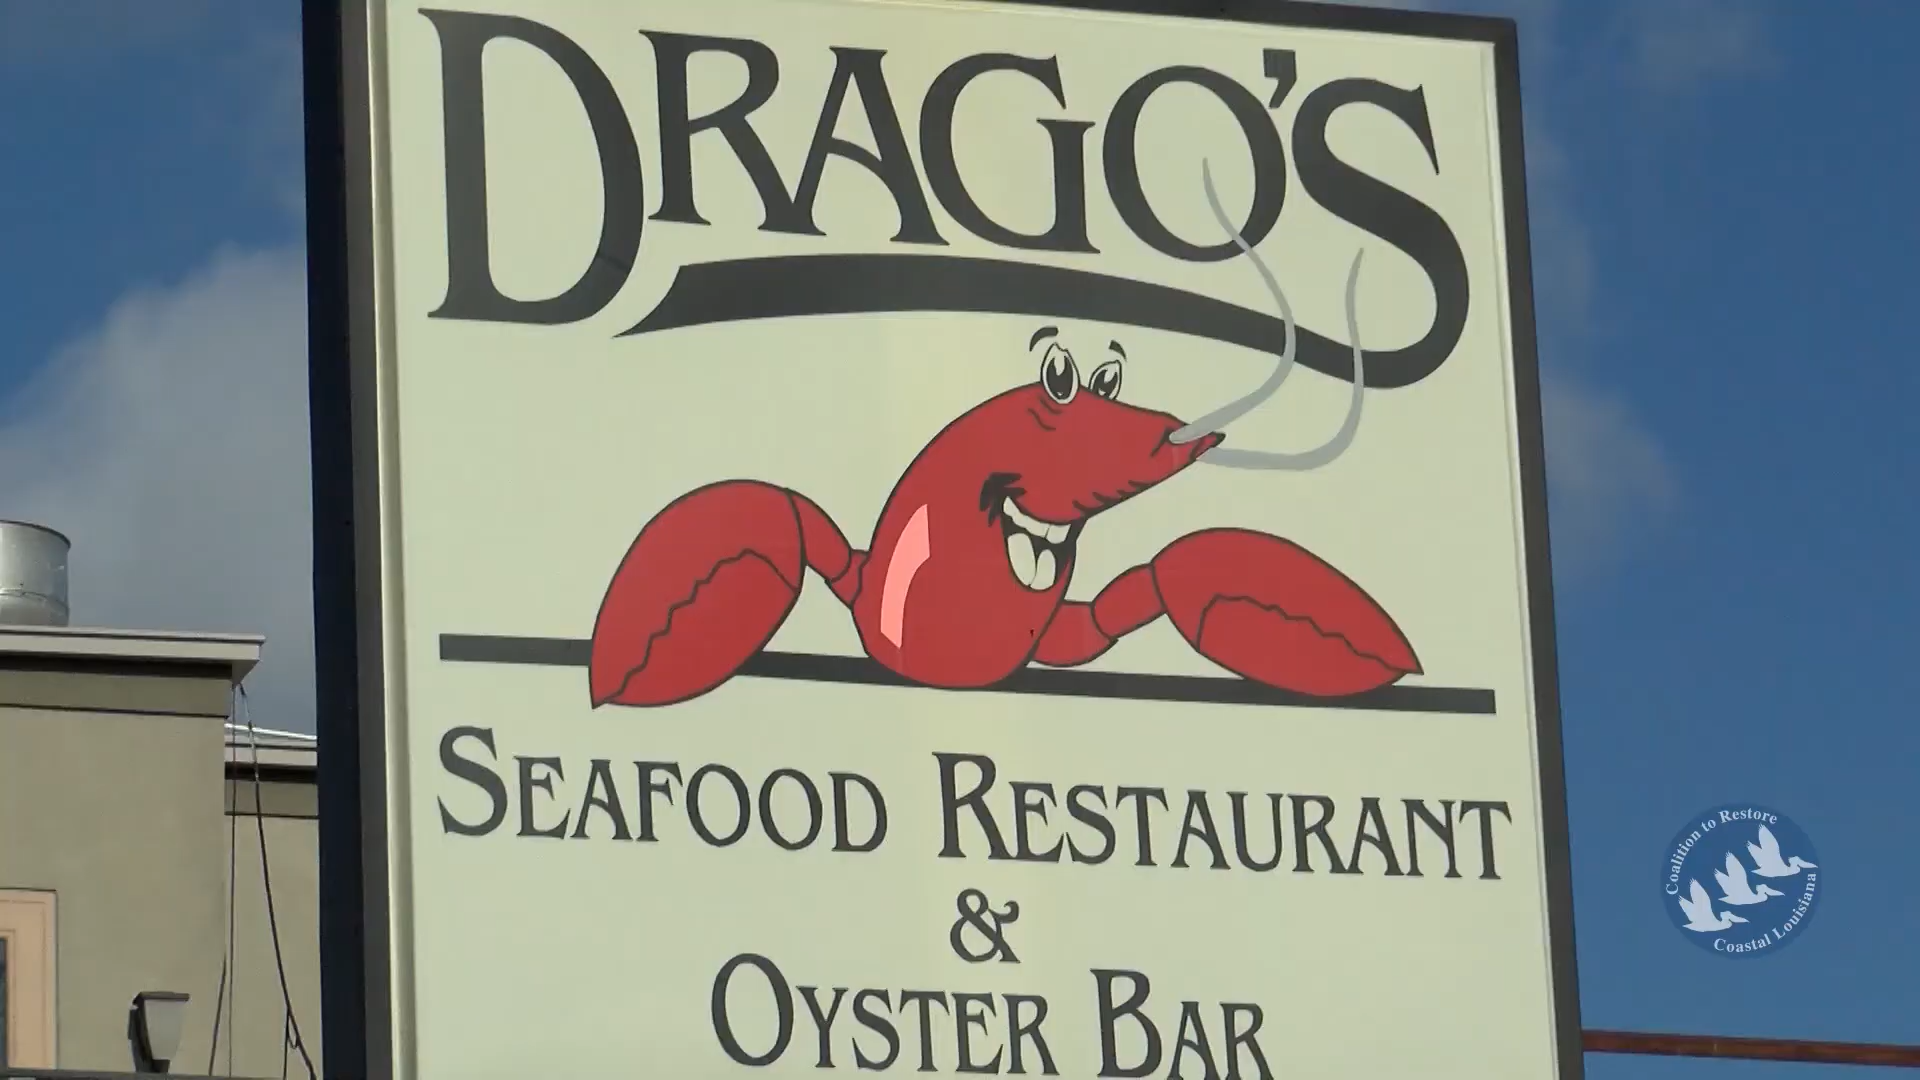 DRAGO'S
SEAFOOD RESTAURANT
&
OYSTER BAR
Coalition to Restore
Coastal Louisiana